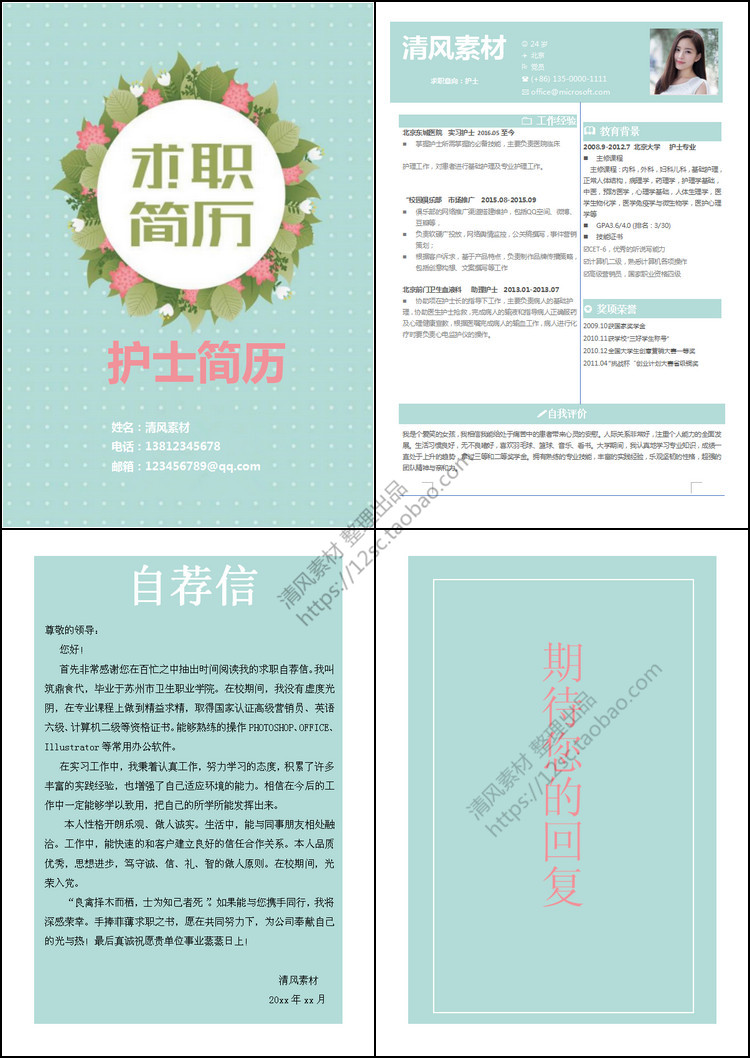 求职
简历
护士简历
姓名：清风素材
电话：13812345678
邮箱：123456789@qq.com
清风素材
求职意向：护士
24 岁
北京
党员
(+86) 135-0000-1111
office@microsoft.com
工作经验
北京东城医院 实习护士 2016.05 至今
■ 掌握护士所需掌握的必备技能，主要负责医院临床
护理工作，对患者进行基础护理及专业护理工作。
“校园俱乐部 市场推广 2015.08-2015.09
■ 俱乐部的网络推广渠道搭建维护，包括QQ空间、微博、
豆瓣等，
■ 负责软硬广投放，网络舆情监控，公关稿撰写，事件营销
策划；
■ 根据客户诉求，基于产品特点，负责制作品牌传播策略，
包括创意构想、文案撰写等工作
北京前门卫生血液科 助理护士 2013.01-2013.07
■ 协助项在护士长的指导下工作，主要负责病人的基础护
理，协助医生护士抢救，完成病人的输液和指导病人正确服药
及心理健康宣教，根据医嘱完成病人的输血工作，病人进行化
疗时要负责心电监护仪的操作。
教育背景
2008.9-2012.7 北京大学 护士专业
■ 主修课程
主修课程：内科，外科，妇科儿科，基础护理，
正常人体结构，病理学，药理学，护理学基础，
中医，预防医学，心理学基础，人体生理学，医
学生物化学，医学免疫学与微生物学，医护心理
学等
■ GPA3.6/4.0 (排名：3/30)
■ 技能证书
☑CET-6，优秀的听说写能力
☑计算机二级，熟悉计算机各项操作
☑高级营销员，国家职业资格四级
奖项荣誉
2009.10获国家奖学金
2010.11获学校“三好学生称号”
2010.12全国大学生创意营销大赛一等奖
2011.04“挑战杯“创业计划大赛省级铜奖
自我评价
我是个爱笑的女孩，我相信我能给处于痛苦中的患者带来心灵的安慰。人际关系非常好，注重个人能力的全面发
展。生活习惯良好，无不良嗜好，喜欢羽毛球、篮球、音乐、看书。大学期间，我认真地学习专业知识，成绩一
直处于上升的趋势，拿过三等和二等奖学金。拥有熟练的专业技能，丰富的实践经验，乐观坚韧的性格，超强的
团队精神与亲和力。
清风素材 整理出品
https://12sc.taobao.com
自荐信
尊敬的领导：
您好！
首先非常感谢您在百忙之中抽出时间阅读我的求职自荐信。我叫
筑鼎食代，毕业于苏州市卫生职业学院。在校期间，我没有虚度光
阴，在专业课程上做到精益求精，取得国家认证高级营销员、英语
六级、计算机二级等资格证书。能够熟练的操作 PHOTOSHOP、OFFICE、
Illustrator 等常用办公软件。
在实习工作中，我秉着认真工作，努力学习的态度，积累了许多
丰富的实践经验，也增强了自己适应环境的能力。相信在今后的工
作中一定能够学以致用，把自己的所学所能发挥出来。
本人性格开朗乐观、做人诚实。生活中，能与同事朋友相处融
洽。工作中，能快速的和客户建立良好的信任合作关系。本人品质
优秀，思想进步，笃守诚、信、礼、智的做人原则。在校期间，光
荣入党。
“良禽择木而栖，士为知己者死”。如果能与您携手同行，我将
深感荣幸。手捧菲薄求职之书，愿在共同努力下，为公司奉献自己
的光与热！最后真诚祝愿贵单位事业蒸蒸日上！
清风素材
20xx 年 xx 月
期待您的回复
清风素材 整理出品
https://12sc.taobao.com